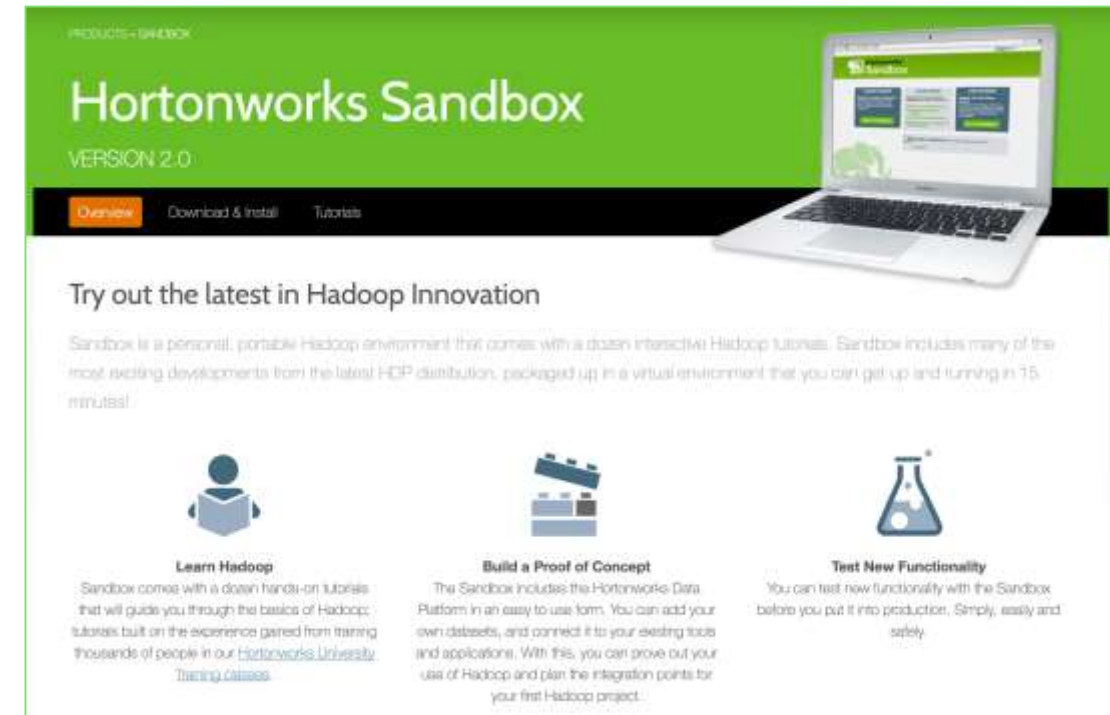 PRODUCTS » SANDBOX
Hortonworks Sandbox
VERSION 2.0
Overview
Download & Install
Tutorials
Sandbox
Try out the latest in Hadoop Innovation
Sandbox is a personal, portable Hadoop environment that comes with a dozen interactive Hadoop tutorials. Sandbox includes many of the
most exciting developments from the latest HDP distribution, packaged up in a virtual environment that you can get up and running in 15
minutes!
Learn Hadoop
Sandbox comes with a dozen hands-on tutorials
that will guide you through the basics of Hadoop;
tutorials built on the experience gained from training
thousands of people in our Hortonworks University
Training classes.
Build a Proof of Concept
The Sandbox includes the Hortonworks Data
Platform in an easy to use form. You can add your
own datasets, and connect it to your existing tools
and applications. With this, you can prove out your
use of Hadoop and plan the integration points for
your first Hadoop project.
Test New Functionality
You can test new functionality with the Sandbox
before you put it into production. Simply, easily and
safely.